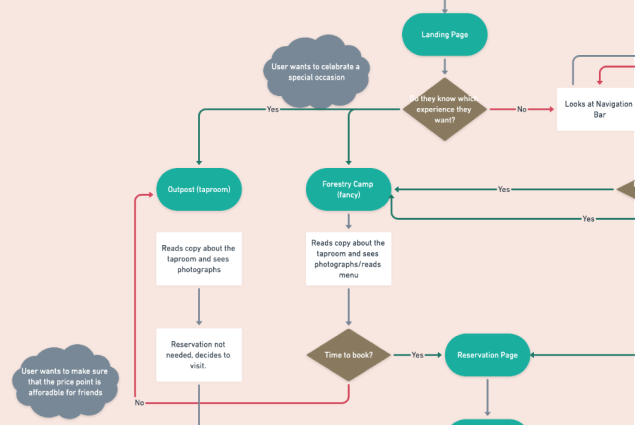 Landing Page
User wants to celebrate a
special occasion
Do they know which
experience they
want?
Yes
No
Looks at Navigation
Bar
Outpost (taproom)
Forestry Camp
(fancy)
Yes
Yes
Reads copy about the
taproom and sees
photographs
Reads copy about the
taproom and sees
photographs/reads
menu
Reservation not
needed, decides to
visit.
Time to book?
Yes
Reservation Page
User wants to make sure
that the price point is
afforadble for friends
No